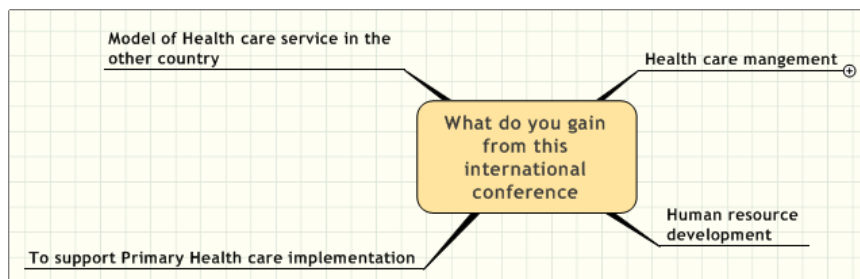 Model of Health care service in the
other country
Health care mangement
What do you gain
from this
international
conference
Human resource
development
To support Primary Health care implementation